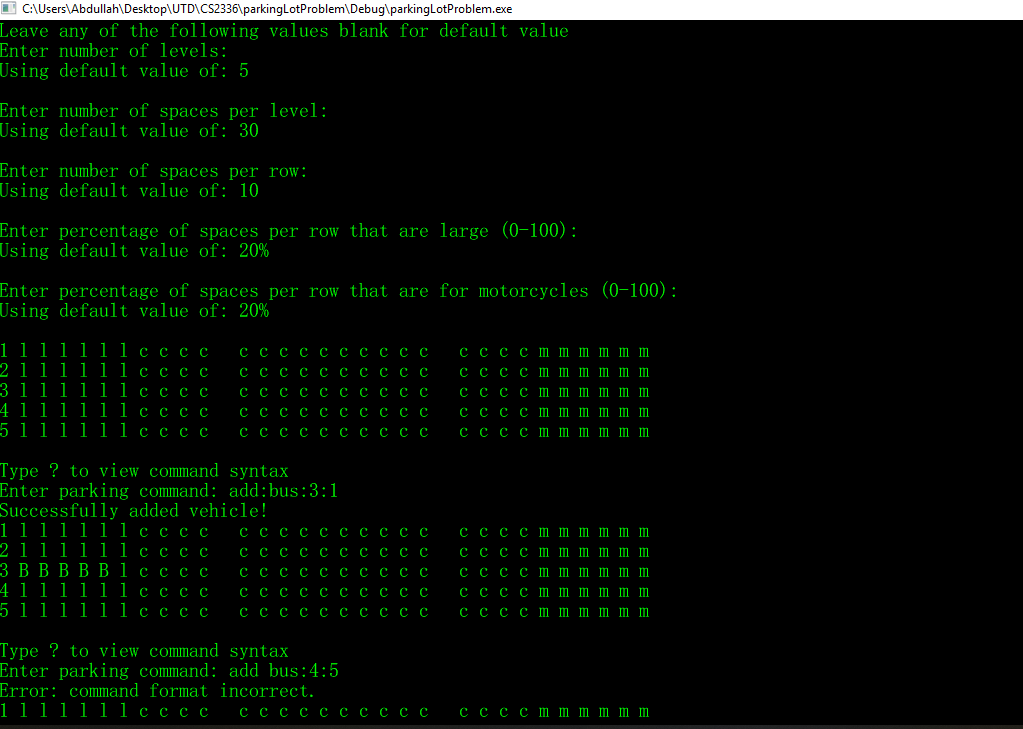 C:\Users\Abdullah\Desktop\UTD\CS2336\parkingLotProblem\Debug\parkingLotProblem.exe
Leave any of the following values blank for default value
Enter number of levels:
Using default value of: 5
Enter number of spaces per level:
Using default value of: 30
Enter number of spaces per row:
Using default value of: 10
Enter percentage of spaces per row that are large (0-100):
Using default value of: 20%
Enter percentage of spaces per row that are for motorcycles (0-100):
Using default value of: 20%
1 l l l l l l c c c c   c c c c c c c c c c   c c c c m m m m m m
2 l l l l l l c c c c   c c c c c c c c c c   c c c c m m m m m m
3 l l l l l l c c c c   c c c c c c c c c c   c c c c m m m m m m
4 l l l l l l c c c c   c c c c c c c c c c   c c c c m m m m m m
5 l l l l l l c c c c   c c c c c c c c c c   c c c c m m m m m m
Type ? to view command syntax
Enter parking command: add:bus:3:1
Successfully added vehicle!
1 l l l l l l c c c c   c c c c c c c c c c   c c c c m m m m m m
2 l l l l l l c c c c   c c c c c c c c c c   c c c c m m m m m m
3 B B B B B l c c c c   c c c c c c c c c c   c c c c m m m m m m
4 l l l l l l c c c c   c c c c c c c c c c   c c c c m m m m m m
5 l l l l l l c c c c   c c c c c c c c c c   c c c c m m m m m m
Type ? to view command syntax
Enter parking command: add bus:4:5
Error: command format incorrect.
1 l l l l l l c c c c   c c c c c c c c c c   c c c c m m m m m m